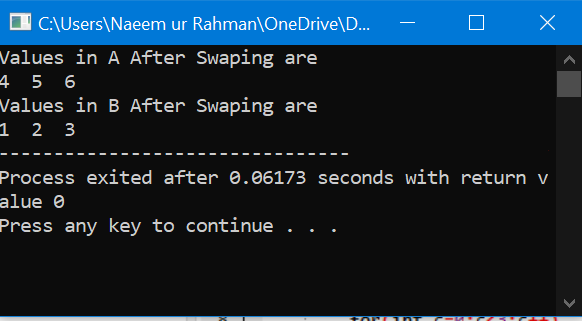 C:\Users\Naeem ur Rahman\OneDrive\D...
Values in A After Swaping are
4 5 6
Values in B After Swaping are
1 2 3
--------------------------------
Process exited after 0.06173 seconds with return v
alue 0
Press any key to continue . . .